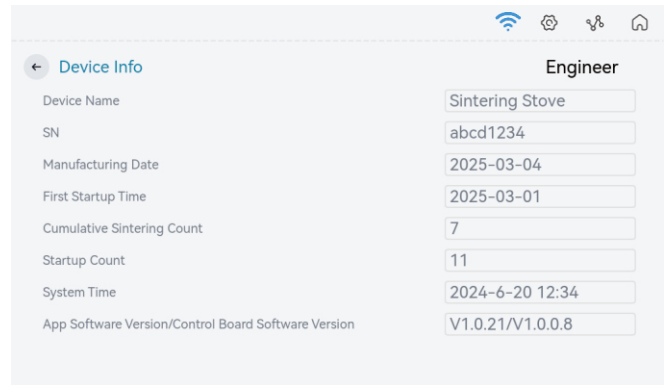 Device Info Engineer
Device Name Sintering Stove
SN abcd1234
Manufacturing Date 2025-03-04
First Startup Time 2025-03-01
Cumulative Sintering Count 7
Startup Count 11
System Time 2024-6-20 12:34
App Software Version/Control Board Software Version V1.0.21/V1.0.0.8